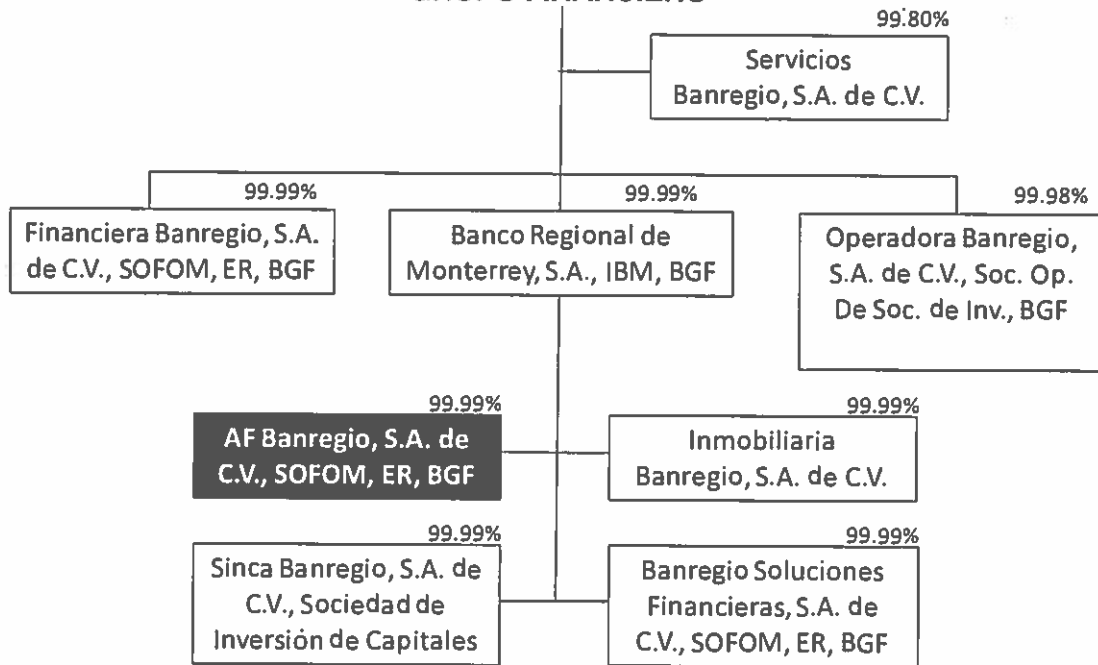 99.80%
Servicios
Banregio, S.A. de C.V.
99.99%
Financiera Banregio, S.A.
de C.V., SOFOM, ER, BGF
99.99%
Banco Regional de
Monterrey, S.A., IBM, BGF
99.98%
Operadora Banregio,
S.A. de C.V., Soc. Op.
De Soc. de Inv., BGF
99.99%
AF Banregio, S.A. de
C.V., SOFOM, ER, BGF
99.99%
Inmobiliaria
Banregio, S.A. de C.V.
99.99%
Sinca Banregio, S.A. de
C.V., Sociedad de
Inversión de Capitales
99.99%
Banregio Soluciones
Financieras, S.A. de
C.V., SOFOM, ER, BGF